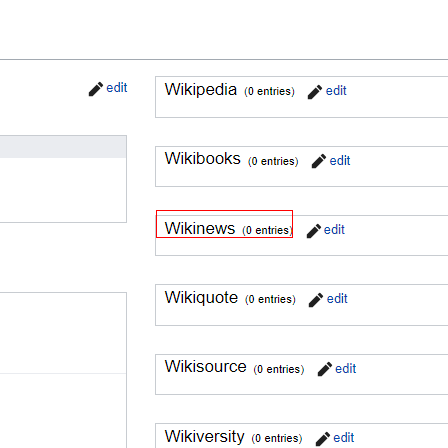 edit
Wikipedia (0 entries) edit
Wikibooks (0 entries) edit
Wikinews (0 entries) edit
Wikiquote (0 entries) edit
Wikisource (0 entries) edit
Wikiversity (0 entries) edit